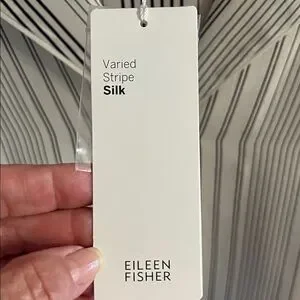 Varied
Stripe
Silk
EILEEN
FISHER